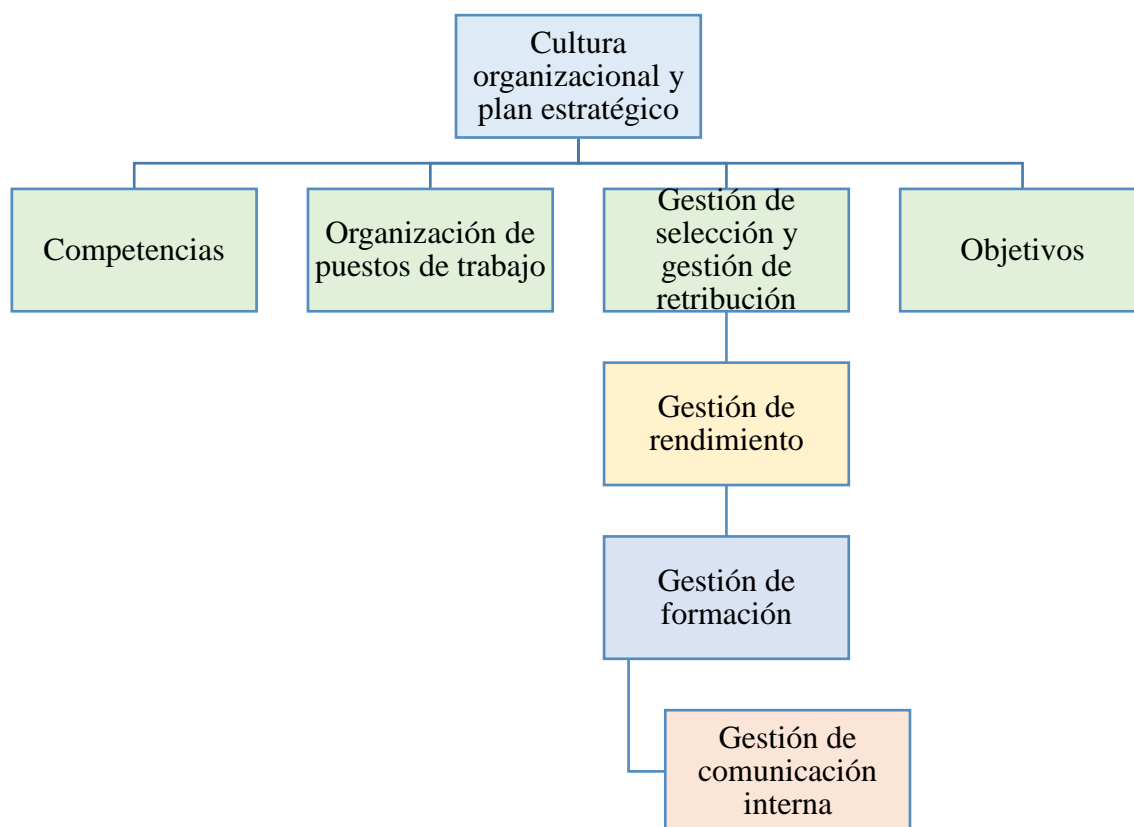 Cultura
organizacional y
plan estratégico
Competencias
Organización de
puestos de trabajo
Gestión de
selección y
gestión de
retribución
Objetivos
Gestión de
rendimiento
Gestión de
formación
Gestión de
comunicación
interna